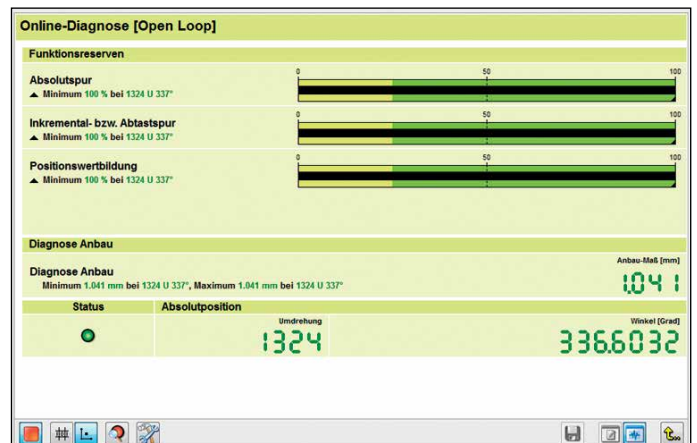 Online-Diagnose [Open Loop]
Funktionsreserven
Absolutspur
Minimum 100 % bei 1324 U 337°
0 50 100
Inkremental- bzw. Abtastspur
Minimum 100 % bei 1324 U 337°
0 50 100
Positionswertbildung
Minimum 100 % bei 1324 U 337°
0 50 100
Diagnose Anbau
Diagnose Anbau
Minimum 1.041 mm bei 1324 U 337°, Maximum 1.041 mm bei 1324 U 337°
Anbau-Maß [mm]
1.041
Status Absolutposition
Umdrehung
1324
Winkel [Grad]
336.6032